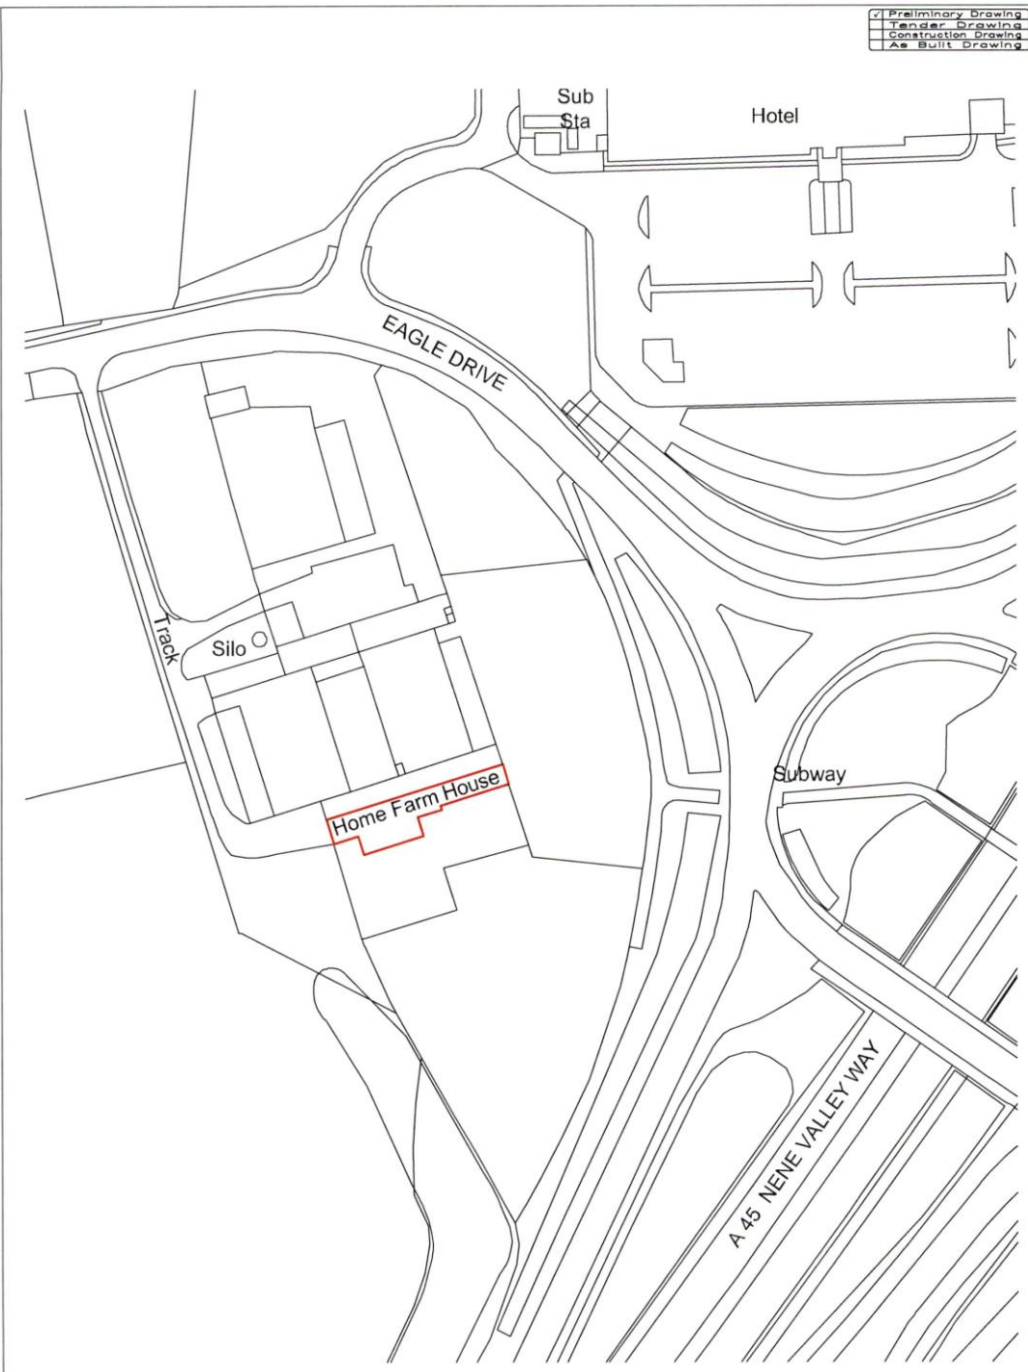 ✓ Preliminary Drawing
Tender Drawing
Construction Drawing
As Built Drawing
Sub
Sta
Hotel
EAGLE DRIVE
Track
Silo
Home Farm House
Subway
A 45 NENE VALLEY WAY